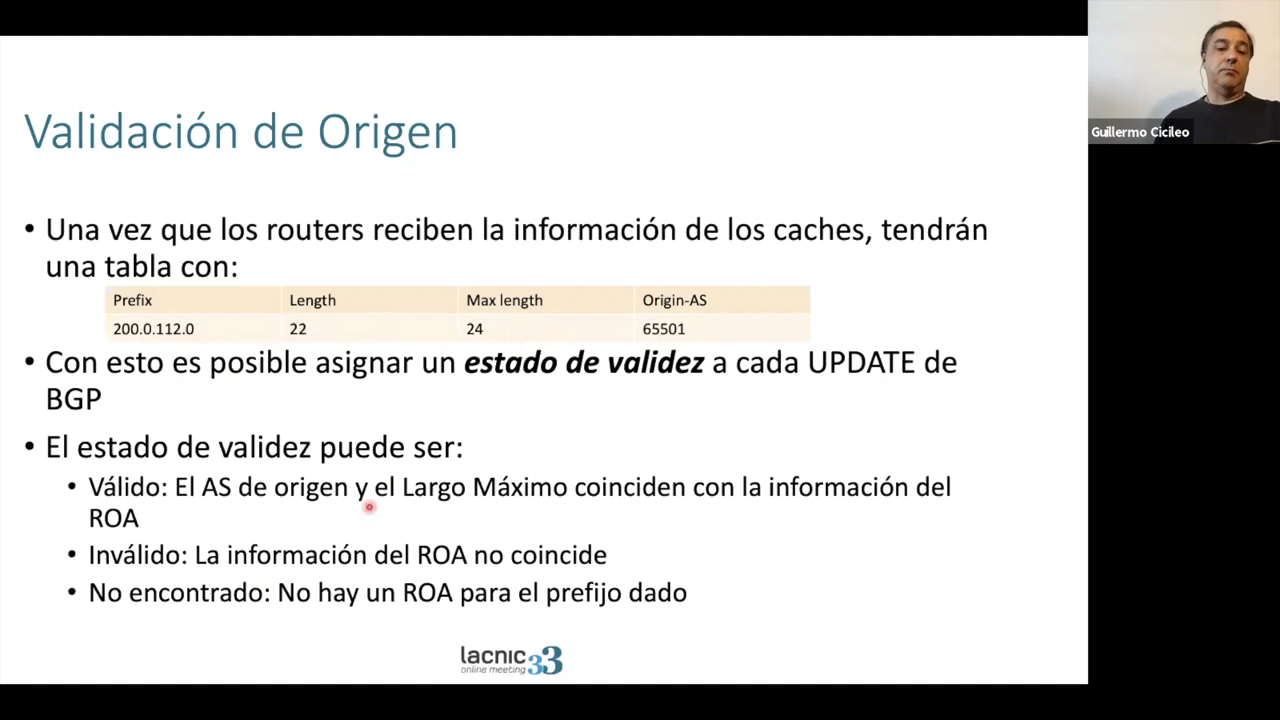 Validación de Origen
• Una vez que los routers reciben la información de los caches, tendrán
una tabla con:
Prefix Length Max length Origin-AS
200.0.112.0 22 24 65501
• Con esto es posible asignar un estado de validez a cada UPDATE de
BGP
• El estado de validez puede ser:
• Válido: El AS de origen y el Largo Máximo coinciden con la información del
ROA
• Inválido: La información del ROA no coincide
• No encontrado: No hay un ROA para el prefijo dado
lacnic 33
online meeting
Guillermo Cicileo